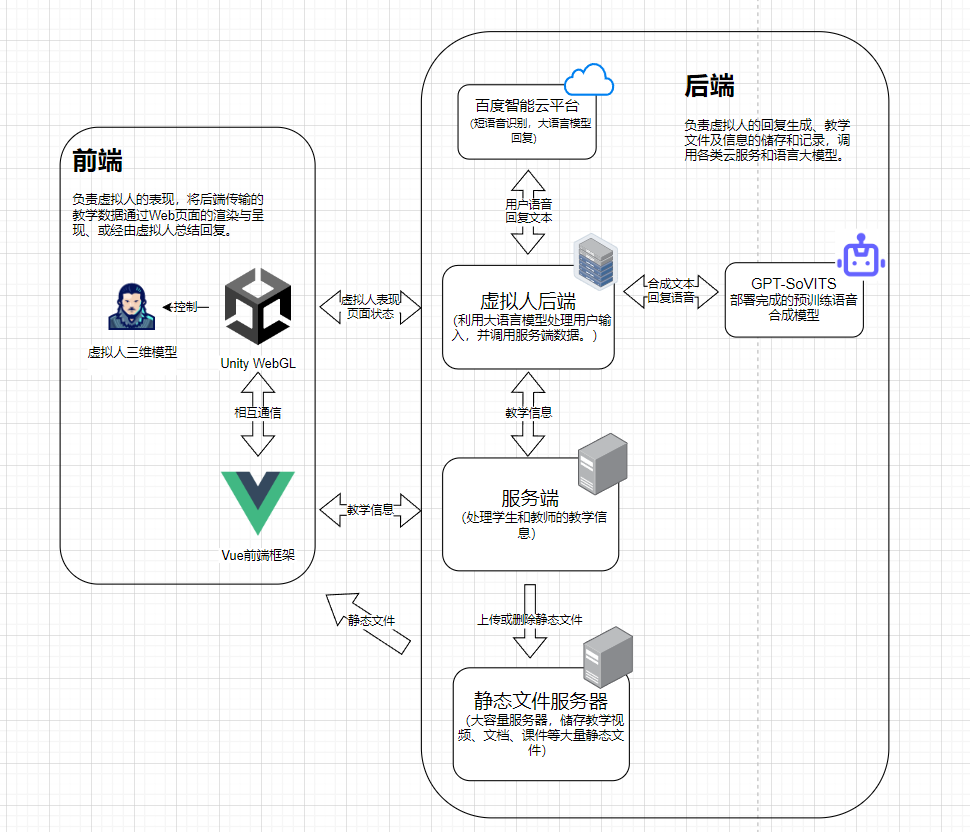 前端
负责虚拟人的表现，将后端传输的
教学数据通过Web页面的渲染与呈
现、或经由虚拟人总结回复。
控制
虚拟人三维模型
Unity WebGL
相互通信
Vue前端框架
虚拟人表现
页面状态
教学信息
静态文件
后端
负责虚拟人的回复生成、教学
文件及信息的储存和记录，调
用各类云服务和语言大模型。
百度智能云平台
(短语音识别，大语言模型
回复)
用户语音
回复文本
虚拟人后端
(利用大语言模型处理用户输
入，并调用服务端数据。)
合成文本
回复语音
GPT-SoVITS
部署完成的预训练语音
合成模型
教学信息
服务端
(处理学生和教师的教学信
息)
上传或删除静态文件
静态文件服务器
(大容量服务器，储存教学视
频、文档、课件等大量静态文
件)